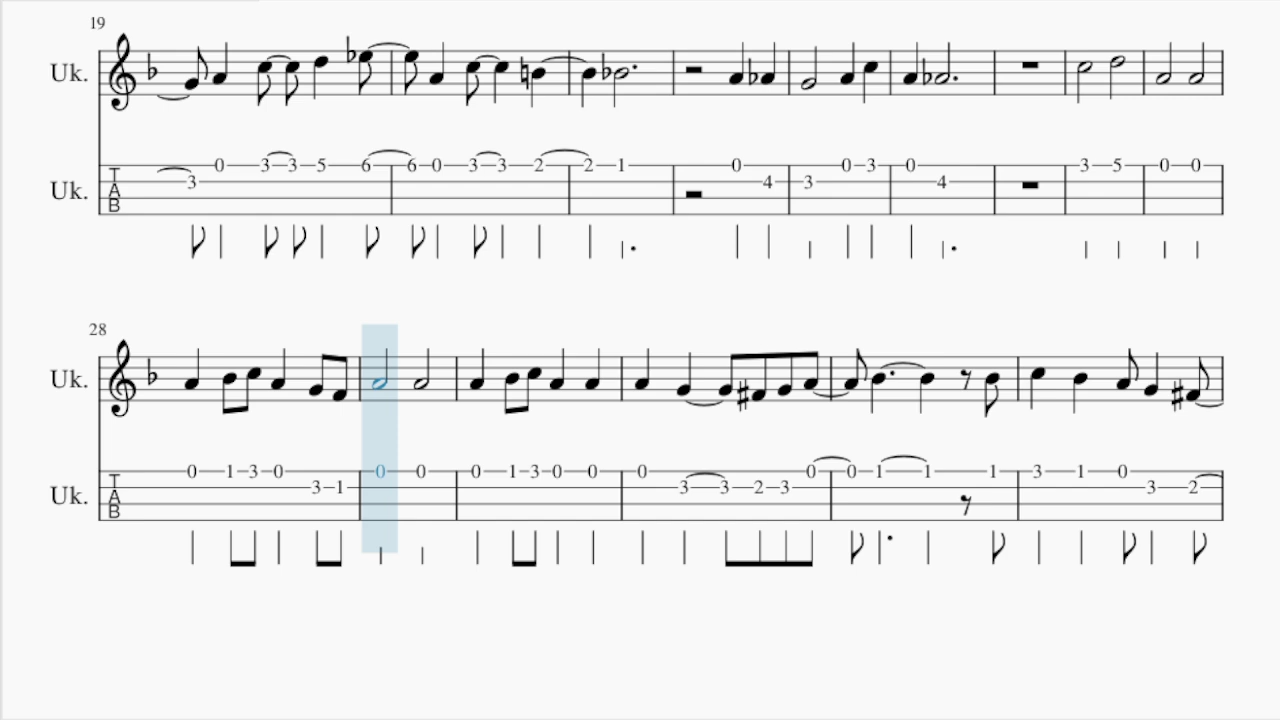 19
Uk.
0 3 3 5 6 6 0 3 3 2 2 1 0 0 3 0 3 5 0 0
Uk. 3 4 3 4
28
Uk.
0 1 3 0 0 0 0 1 3 0 0 0 0 0 1 1 1 3 1 0
Uk. 3 1 3 3 2 3 3 2